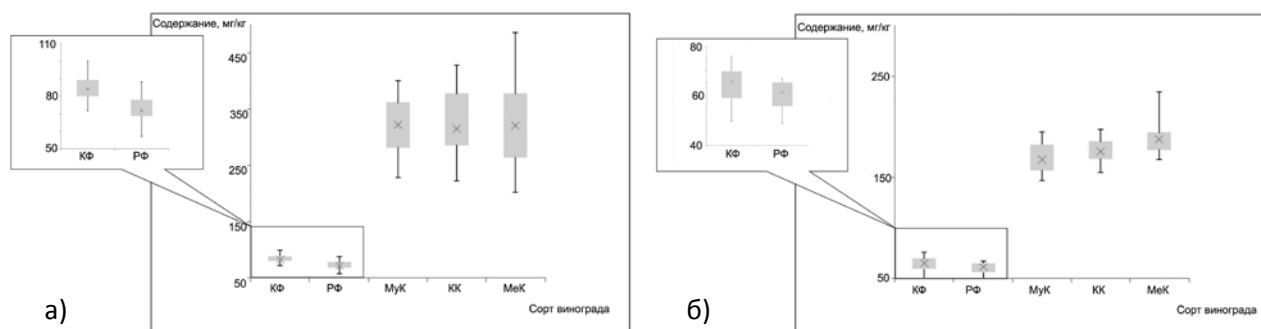 Содержание, мг/кг
110
80
50
КФ РФ
450
350
250
150
50
КФ РФ МуК КК МеК
Сорт винограда
а)
Содержание, мг/кг
80
60
40
КФ РФ
250
150
50
КФ РФ МуК КК МеК
Сорт винограда
б)